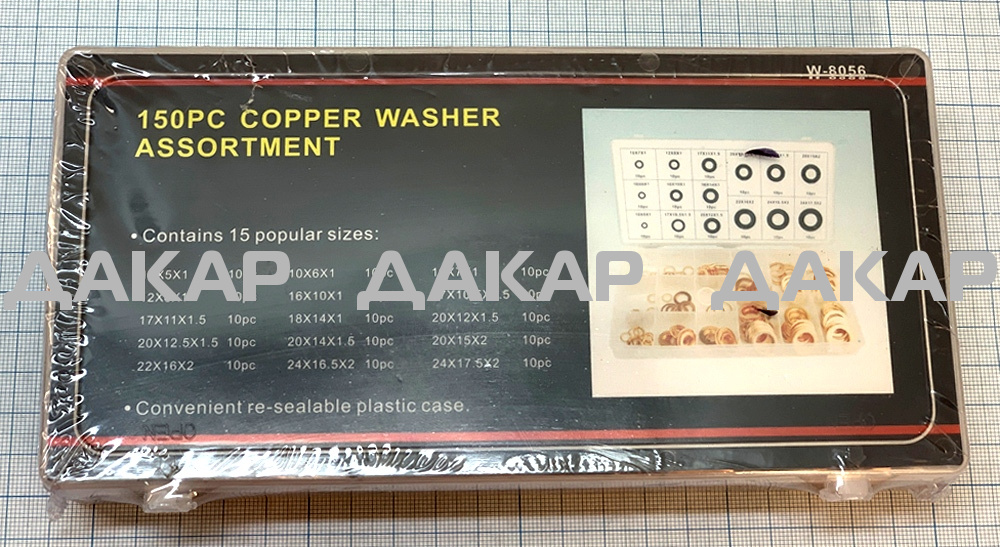 W-8056
150PC COPPER WASHER
ASSORTMENT
• Contains 15 popular sizes:
10X6X1 10pc 10pc
16X10X1
17X11X1.5 10pc 18X14X1 10pc 20X12X1.5 10pc
20X12.5X1.5 10pc 20X14X1.5 10pc 20X15X2 10pc
22X16X2 10pc 24X16.5X2 10pc 24X17.5X2 10pc
• Convenient re-sealable plastic case.
OPEN
ДАКАР ДАКАР ДАКАР